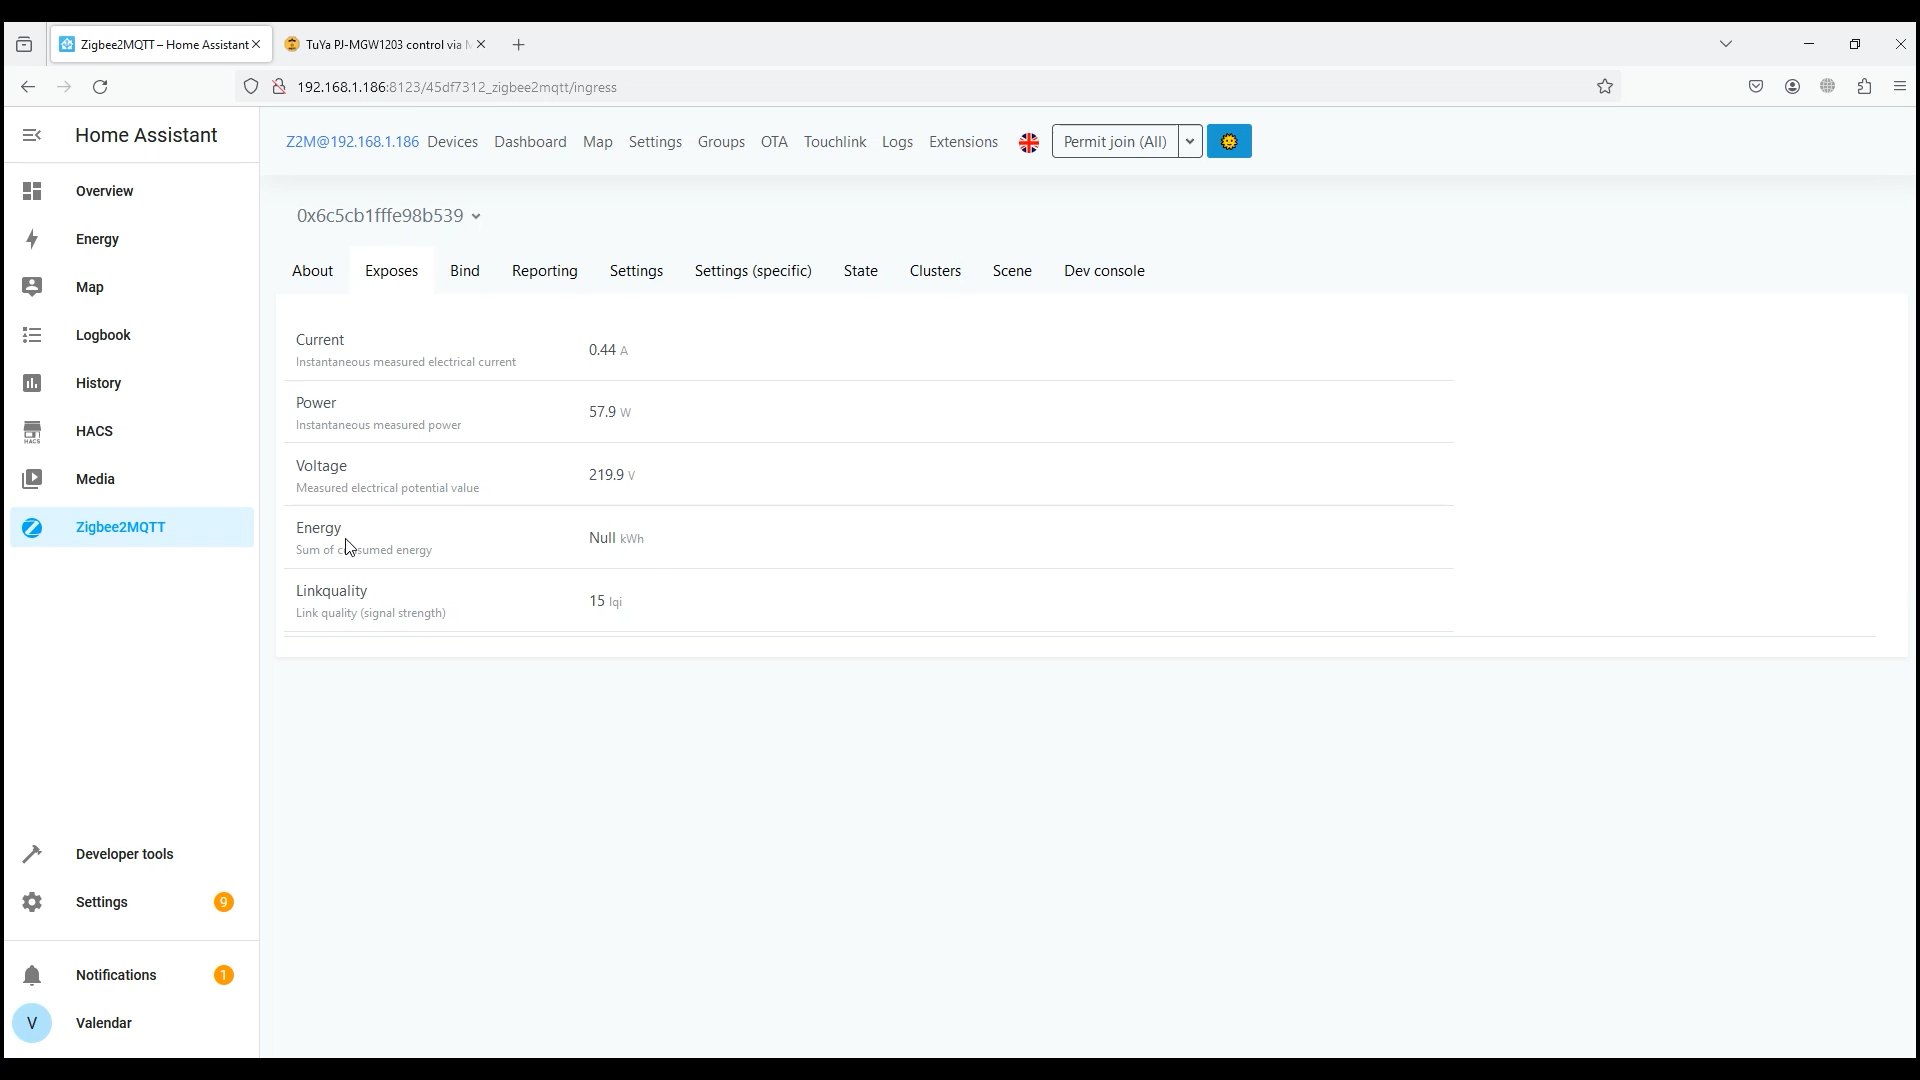 Zigbee2MQTT – Home Assistant
TuYa PJ-MGW1203 control via
192.168.1.186:8123/45df7312_zigbee2mqtt/ingress
Home Assistant
Overview
Energy
Map
Logbook
History
HACS
HACS
Media
Zigbee2MQTT
Developer tools
Settings 9
Notifications 1
V Valendar
Z2M@192.168.1.186 Devices Dashboard Map Settings Groups OTA Touchlink Logs Extensions Permit join (All)
0x6c5cb1fffe98b539
About Exposes Bind Reporting Settings Settings (specific) State Clusters Scene Dev console
Current
Instantaneous measured electrical current
0.44 A
Power
Instantaneous measured power
57.9 W
Voltage
Measured electrical potential value
219.9 V
Energy
Sum of consumed energy
Null kWh
Linkquality
Link quality (signal strength)
15 lqi